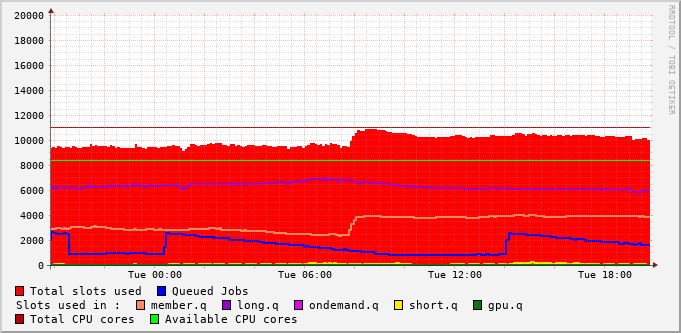 20000
18000
16000
14000
12000
10000
8000
6000
4000
2000
0
Tue 00:00 Tue 06:00 Tue 12:00 Tue 18:00
Total slots used Queued Jobs
Slots used in : member.q long.q ondemand.q short.q gpu.q
Total CPU cores Available CPU cores
RRDTOOL / TOBI OETIKER